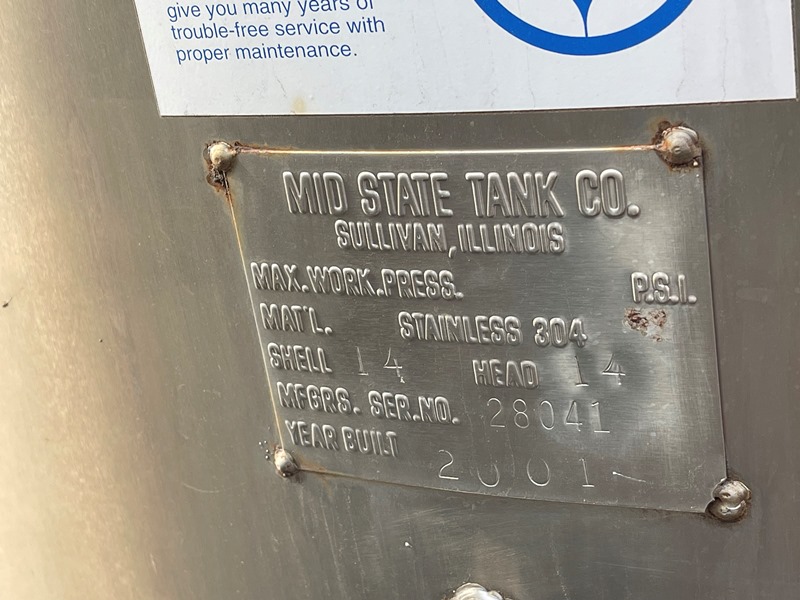 give you many years of
trouble-free service with
proper maintenance.
MID STATE TANK CO.
SULLIVAN, ILLINOIS
MAX. WORK. PRESS. P.S.I.
MAT'L. STAINLESS 304
SHELL 14 HEAD 14
MFGRS. SER. NO. 28041
YEAR BUILT 2001